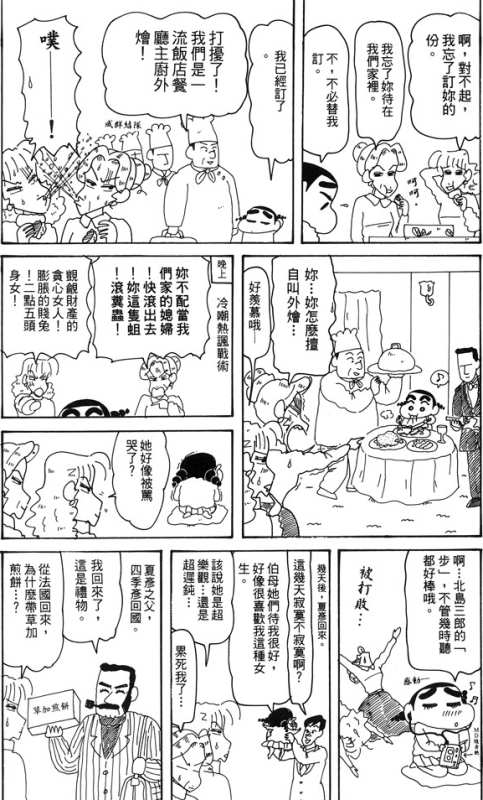 啊，對不起，
我忘了訂妳的
份。
我忘了妳待在
我們家裡。
呵
呵
不，不必替我
訂。
我已經訂了
打擾了！
我們是一
流飯店餐
廳主廚外
燴！
成群結隊
噗——！
妳…妳怎麼擅
自叫外燴…
好羨慕哦—
晚上
冷嘲熱諷戰術
妳不配當我
們家的媳婦
！快滾出去
！妳這隻蛆
！滾糞蟲！
覬覦財產的
貪心女人！
膨脹的賤兔
！二點五頭
身女！
她好像被罵
哭了？
啊…北島三郎的「
步」，不管幾時聽
都好棒哦。
感動—
被打敗…
幾天後，夏彥回來。
這幾天寂寞不寂寞啊？
伯母她們待我很好，
好像很喜歡我這種女
生。
該說她是超
樂觀…還是
超遲鈍…
累死我了…
夏彥之父，
四季彥回國。
我回來了，
這是禮物。
草加煎餅
從法國回來，
為什麼帶草加
煎餅…？